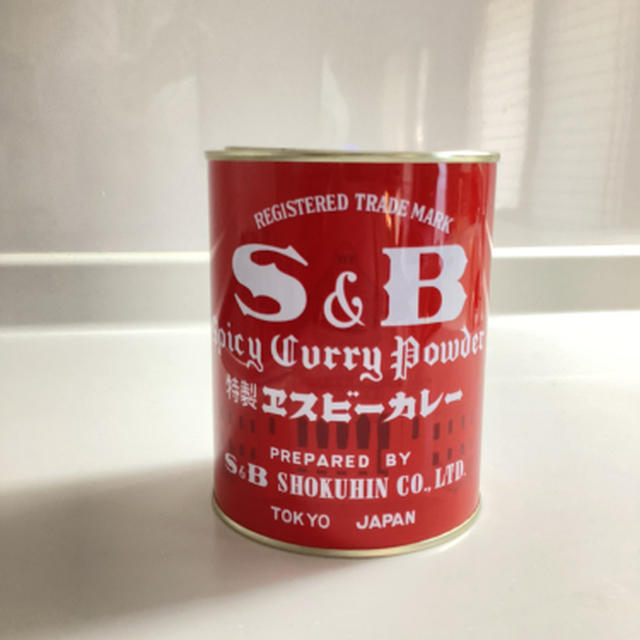 REGISTERED TRADE MARK
S & B
Spicy Curry Powder
特製 ヱスビーカレー
PREPARED BY
S&B SHOKUHIN CO., LTD.
TOKYO JAPAN